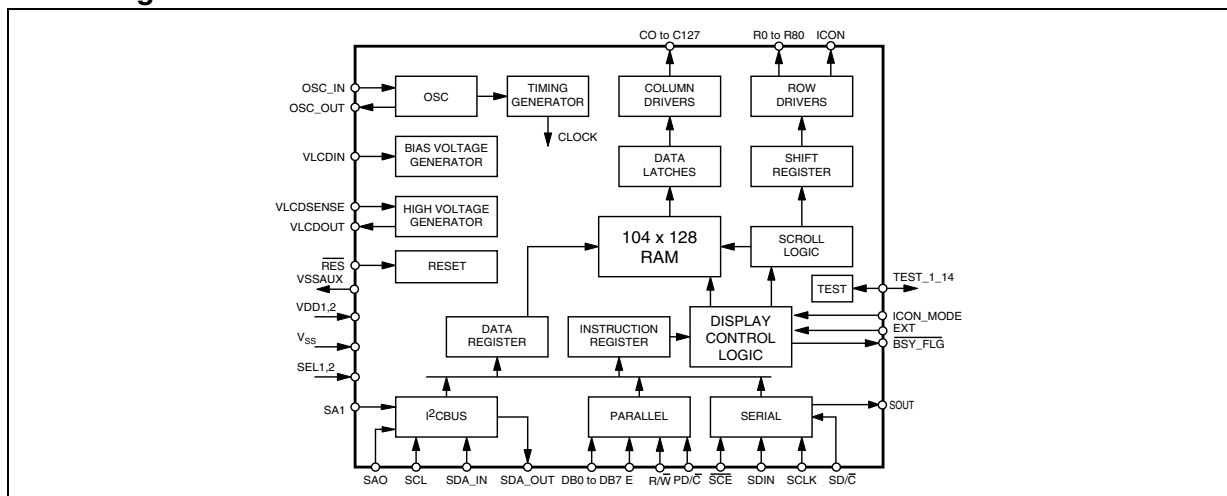 CO to C127
R0 to R80
ICON
OSC_IN
OSC_OUT
OSC
TIMING
GENERATOR
CLOCK
COLUMN
DRIVERS
ROW
DRIVERS
VLCDIN
BIAS VOLTAGE
GENERATOR
DATA
LATCHES
SHIFT
REGISTER
VLCDSENSE
VLCDOUT
HIGH VOLTAGE
GENERATOR
104 x 128
RAM
SCROLL
LOGIC
RES
RESET
VSSAUX
TEST
TEST_1_14
VDD1,2
VSS
SEL1,2
DATA
REGISTER
INSTRUCTION
REGISTER
DISPLAY
CONTROL
LOGIC
ICON_MODE
EXT
BSY_FLG
SA1
I2CBUS
PARALLEL
SERIAL
SOUT
SAO
SCL
SDA_IN
SDA_OUT
DB0 to DB7
E
R/W
PD/C
SCE
SDIN
SCLK
SD/C